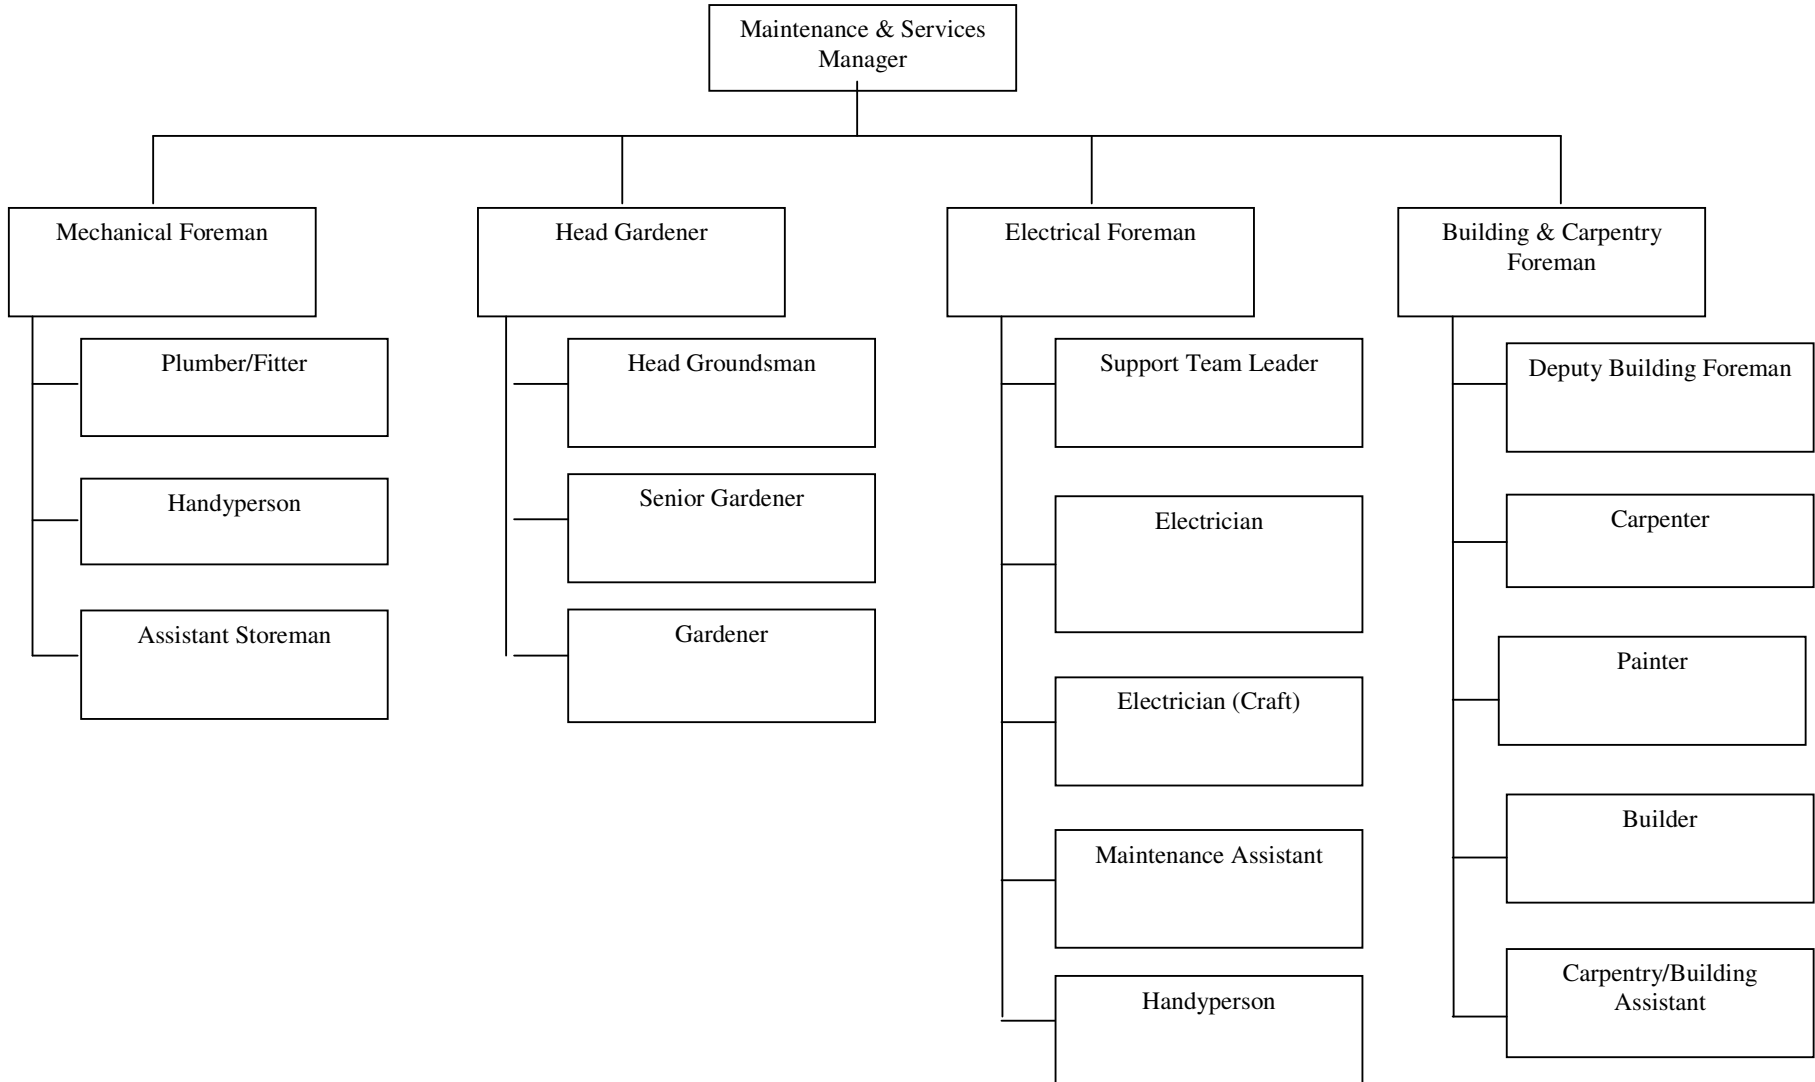 Maintenance & Services
Manager
Mechanical Foreman
Head Gardener
Electrical Foreman
Building & Carpentry
Foreman
Plumber/Fitter
Handyperson
Assistant Storeman
Head Groundsman
Senior Gardener
Gardener
Support Team Leader
Electrician
Electrician (Craft)
Maintenance Assistant
Handyperson
Deputy Building Foreman
Carpenter
Painter
Builder
Carpentry/Building
Assistant